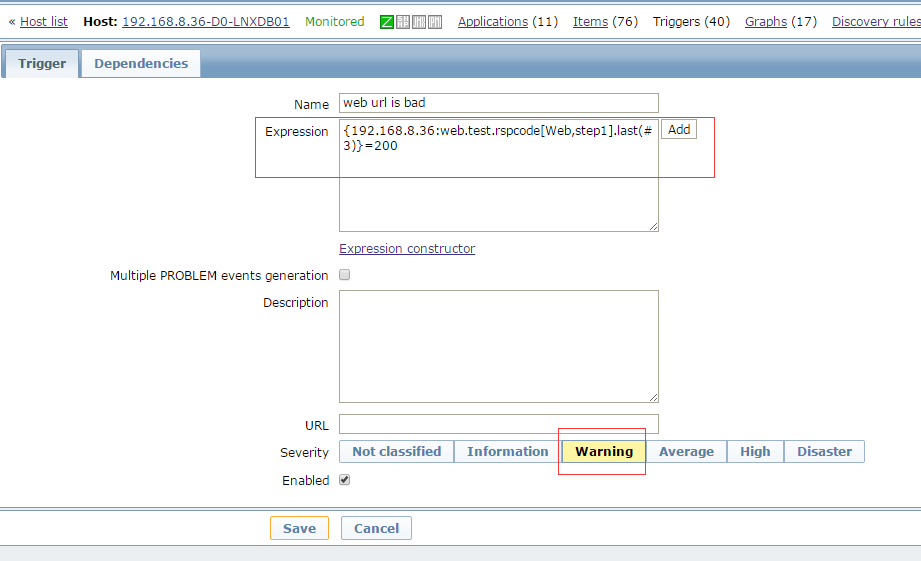 « Host list Host: 192.168.8.36-D0-LNXDB01 Monitored Z Applications (11) Items (76) Triggers (40) Graphs (17) Discovery rules
Trigger Dependencies
Name web url is bad
Expression {192.168.8.36:web.test.rspcode[Web,step1].last(# Add
3)}=200
Expression constructor
Multiple PROBLEM events generation
Description
URL
Severity Not classified Information Warning Average High Disaster
Enabled
Save Cancel